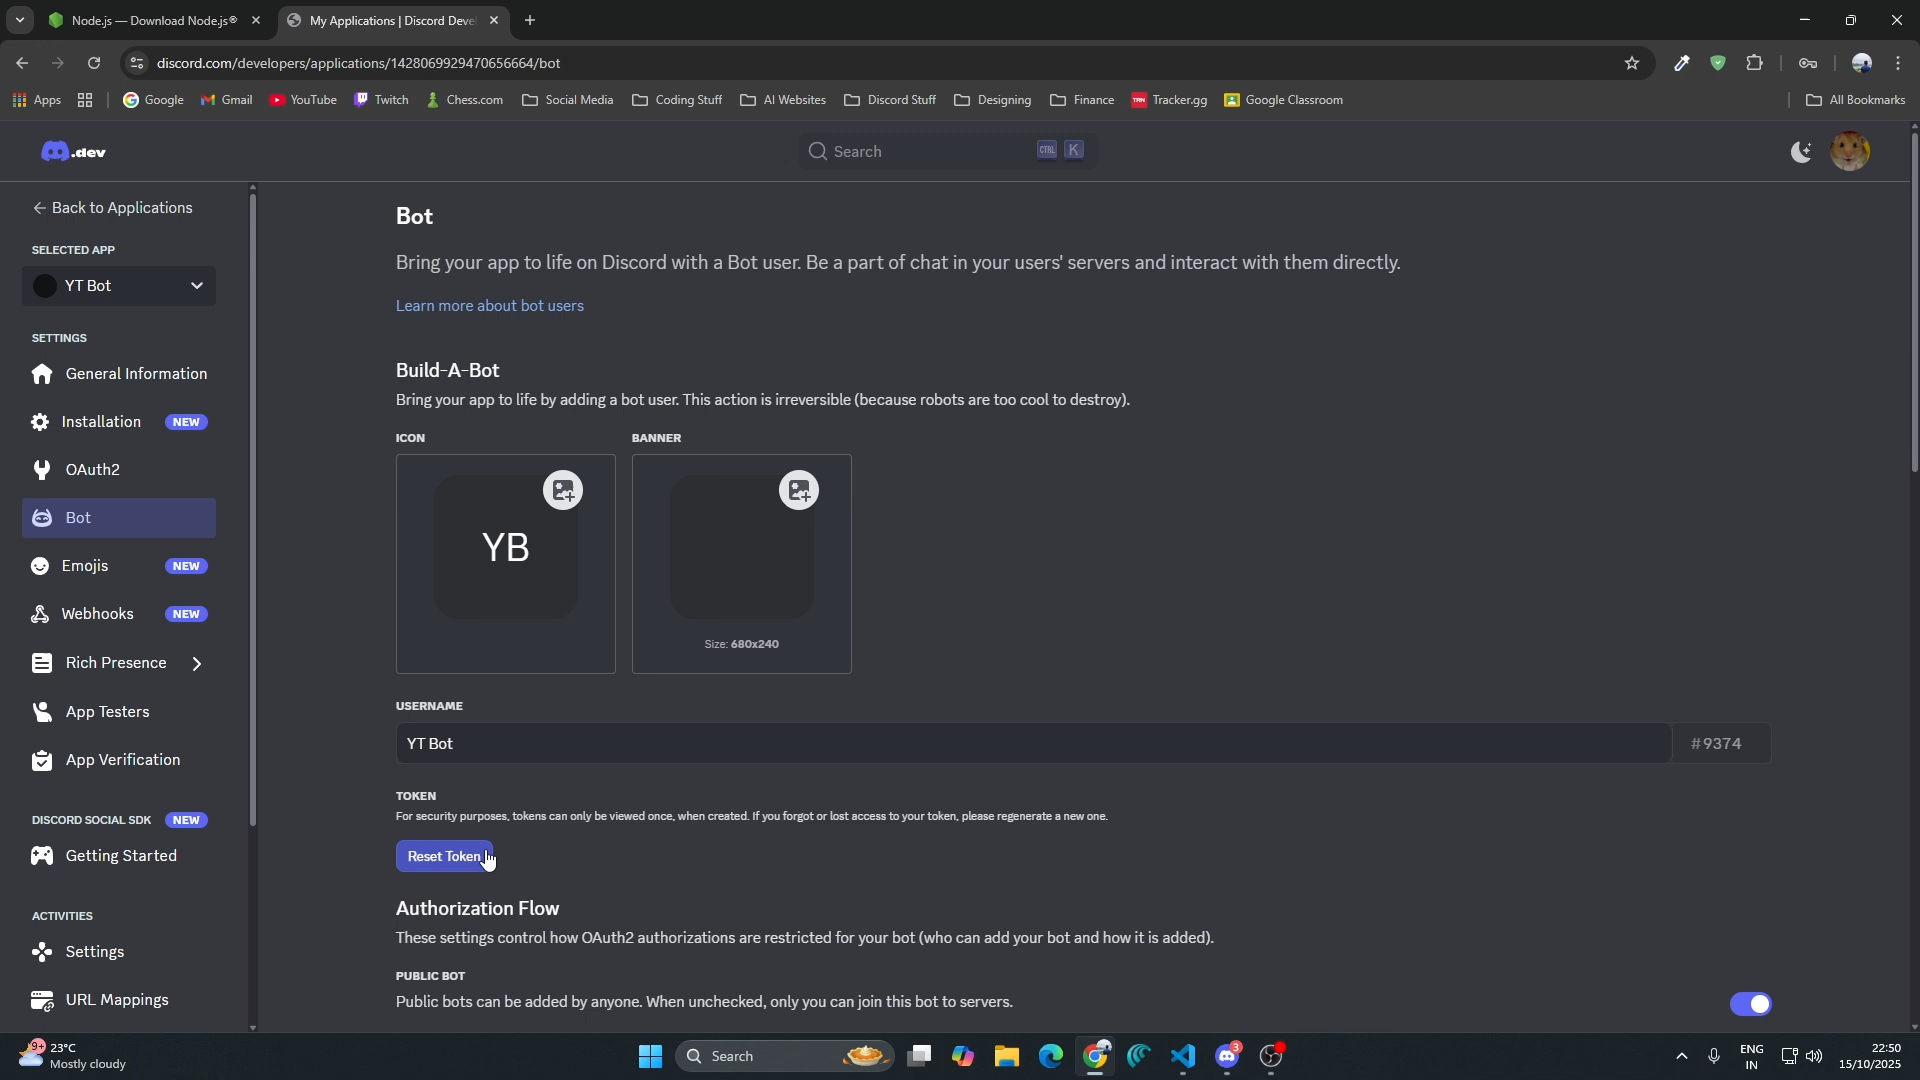 Node.js — Download Node.js®
My Applications | Discord Deve
discord.com/developers/applications/1428069929470656664/bot
Apps
Google
Gmail
YouTube
Twitch
Chess.com
Social Media
Coding Stuff
AI Websites
Discord Stuff
Designing
Finance
TRN
Tracker.gg
Google Classroom
All Bookmarks
.dev
Search
CTRL
K
Back to Applications
SELECTED APP
YT Bot
SETTINGS
General Information
Installation NEW
OAuth2
Bot
Emojis NEW
Webhooks NEW
Rich Presence
App Testers
App Verification
DISCORD SOCIAL SDK NEW
Getting Started
ACTIVITIES
Settings
URL Mappings
Bot
Bring your app to life on Discord with a Bot user. Be a part of chat in your users' servers and interact with them directly.
Learn more about bot users
Build-A-Bot
Bring your app to life by adding a bot user. This action is irreversible (because robots are too cool to destroy).
ICON
BANNER
YB
Size: 680x240
USERNAME
YT Bot
#9374
TOKEN
For security purposes, tokens can only be viewed once, when created. If you forgot or lost access to your token, please regenerate a new one.
Reset Token
Authorization Flow
These settings control how OAuth2 authorizations are restricted for your bot (who can add your bot and how it is added).
PUBLIC BOT
Public bots can be added by anyone. When unchecked, only you can join this bot to servers.
9+
23°C
Mostly cloudy
Search
3
ENG
IN
22:50
15/10/2025